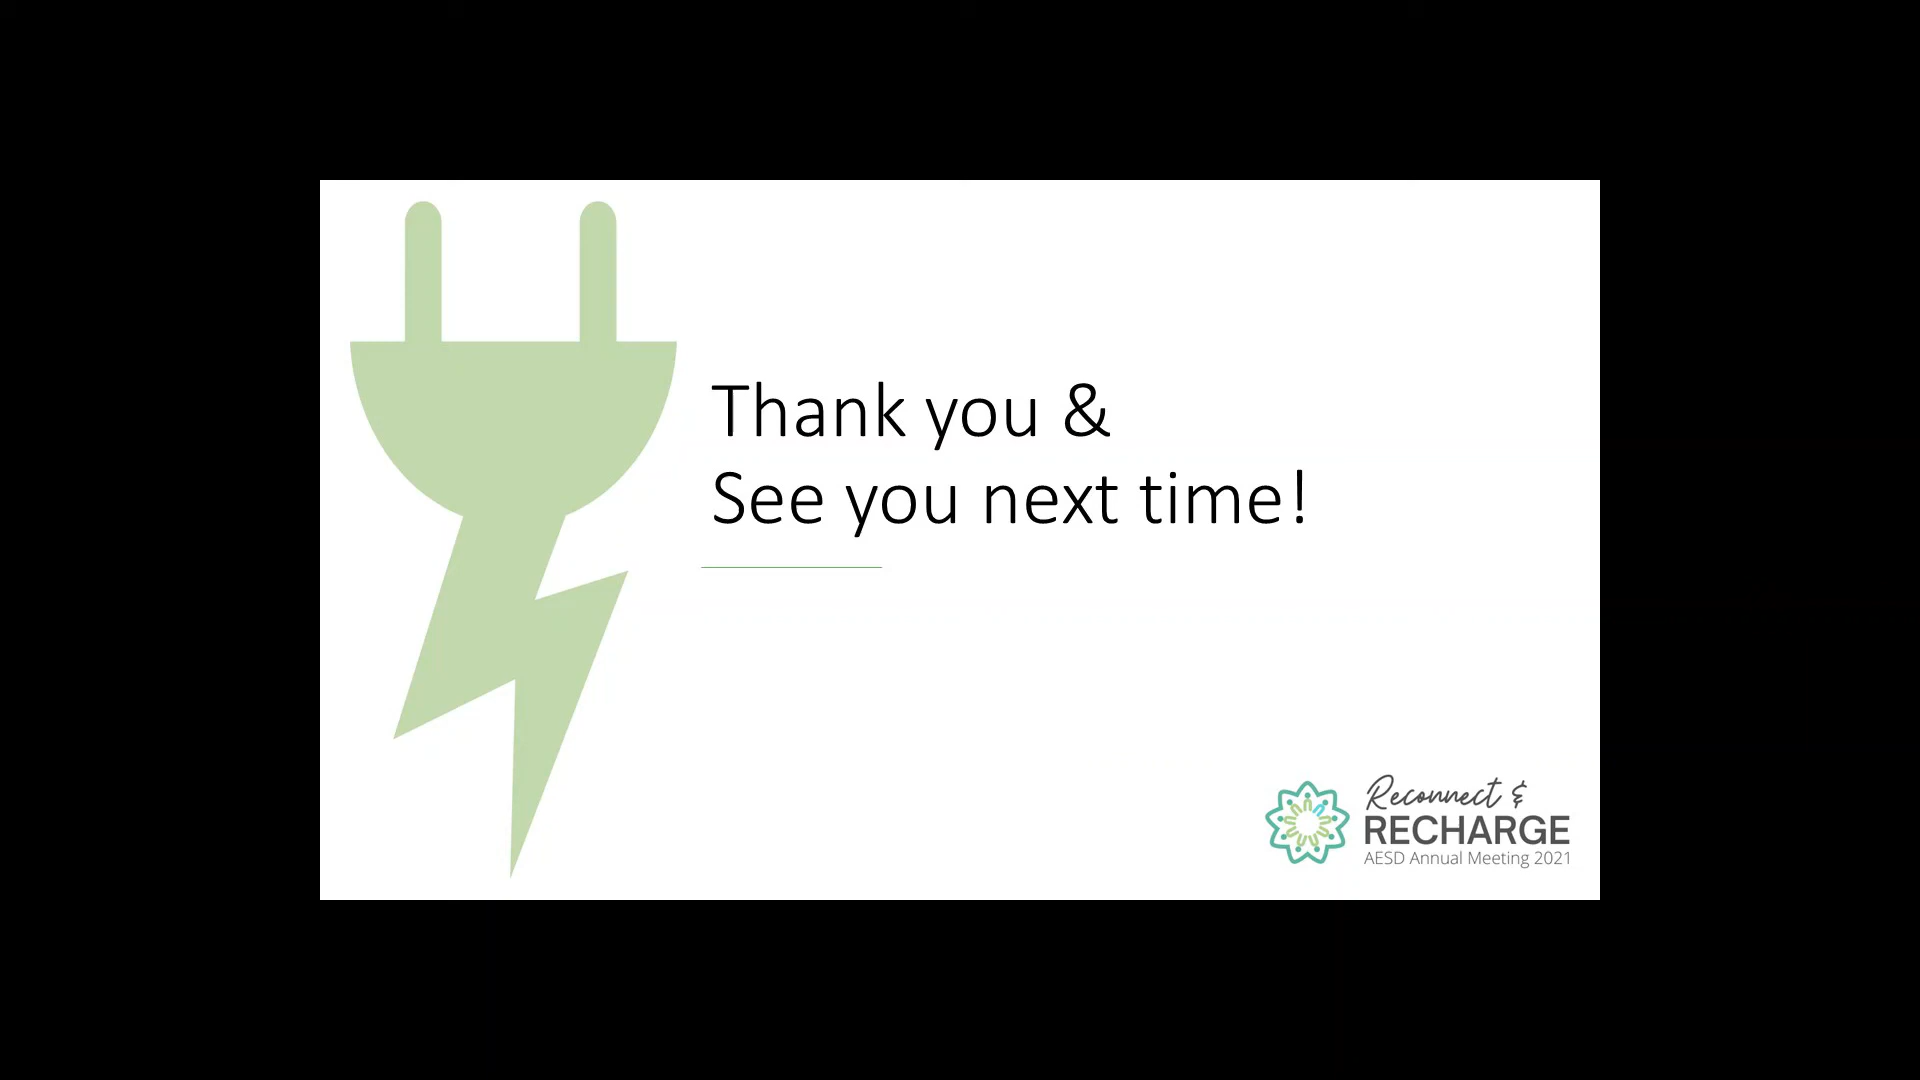 Thank you &
See you next time!
Reconnect &
RECHARGE
AESD Annual Meeting 2021